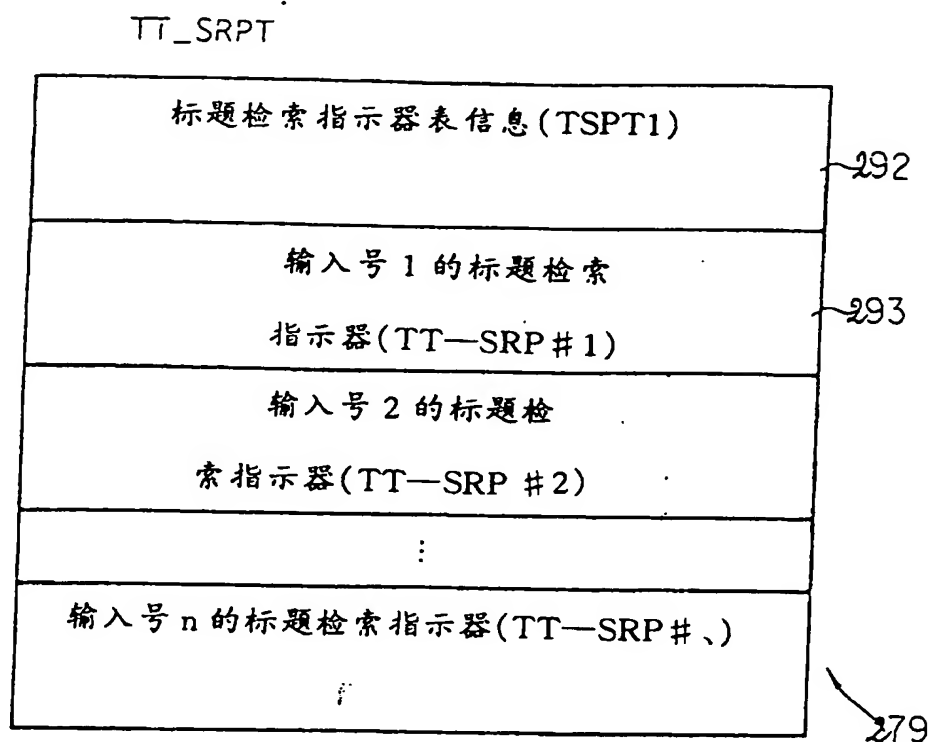 TT_SRPT
标题检索指示器表信息(TSPT1)
292
输入号1的标题检索
指示器(TT—SRP#1)
293
输入号2的标题检
索指示器(TT—SRP #2)
⋮
输入号n的标题检索指示器(TT—SRP#、)
279